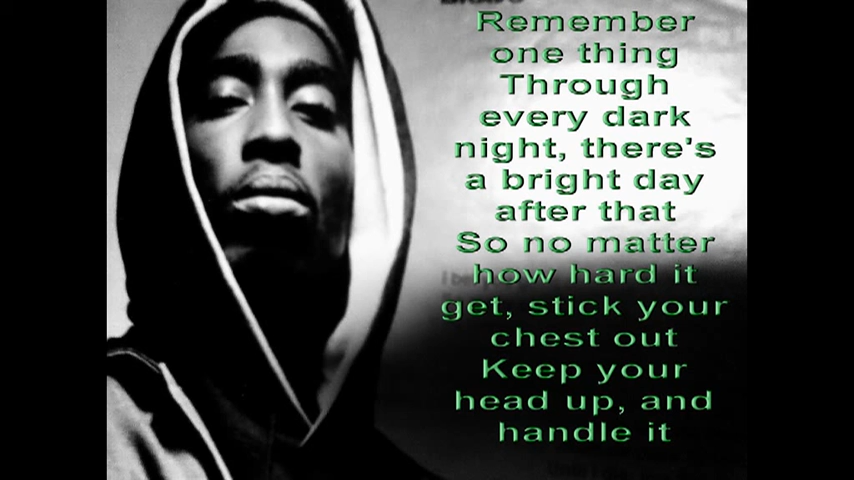 Remember
one thing
Through
every dark
night, there's
a bright day
after that
So no matter
how hard it
get, stick your
chest out
Keep your
head up, and
handle it